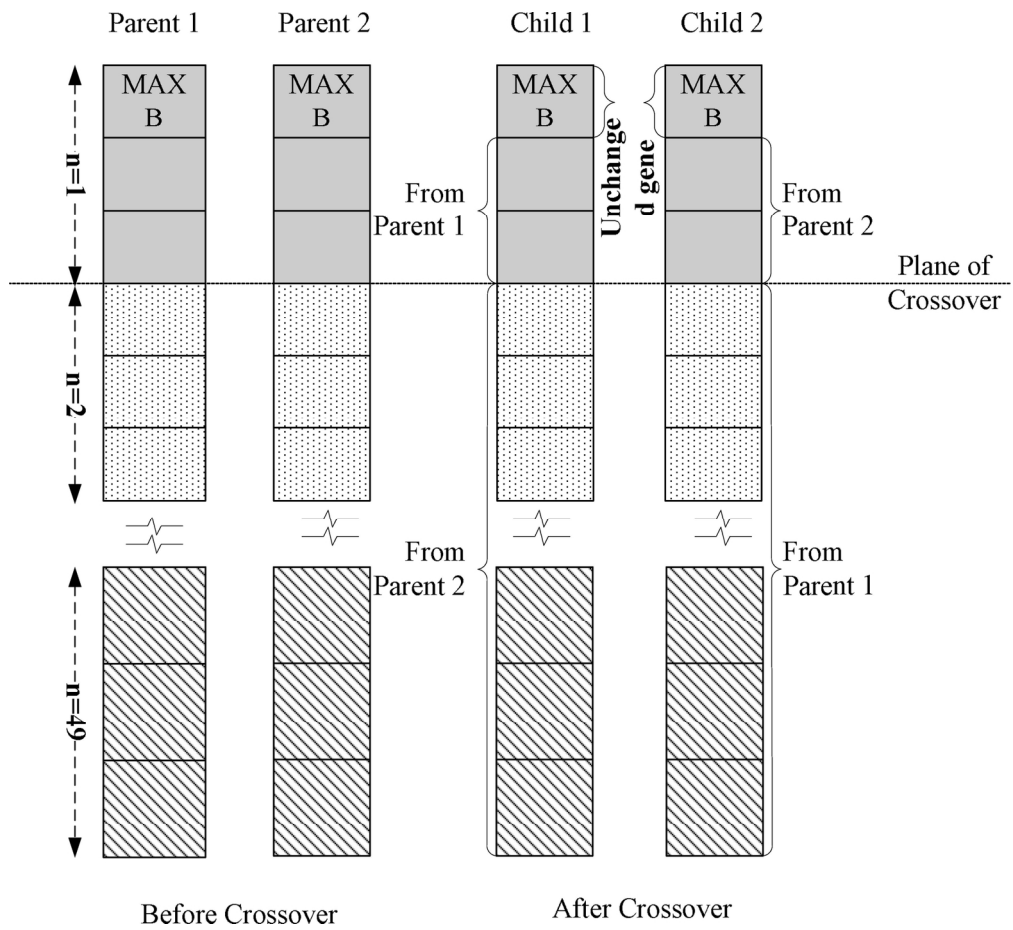 Parent 1
Parent 2
Child 1
Child 2
MAX
B
MAX
B
MAX
B
MAX
B
n=1
Unchange
d gene
From
Parent 1
From
Parent 2
Plane of
Crossover
n=2
From
Parent 2
From
Parent 1
n=49
Before Crossover
After Crossover